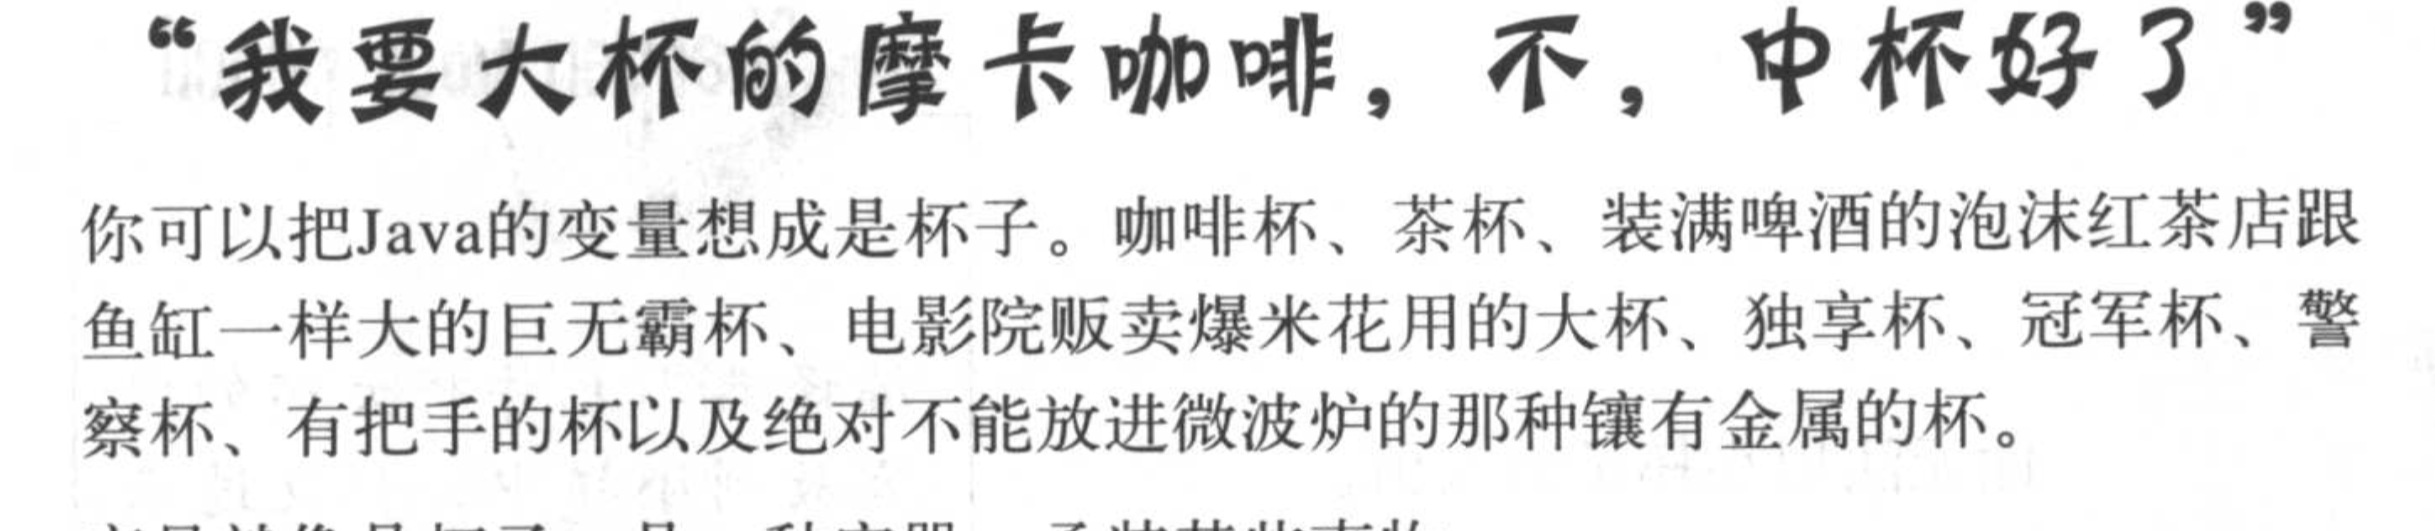 “我要大杯的摩卡咖啡，不，中杯好了”
你可以把Java的变量想成是杯子。咖啡杯、茶杯、装满啤酒的泡沫红茶店跟
鱼缸一样大的巨无霸杯、电影院贩卖爆米花用的大杯、独享杯、冠军杯、警
察杯、有把手的杯以及绝对不能放进微波炉的那种镶有金属的杯。